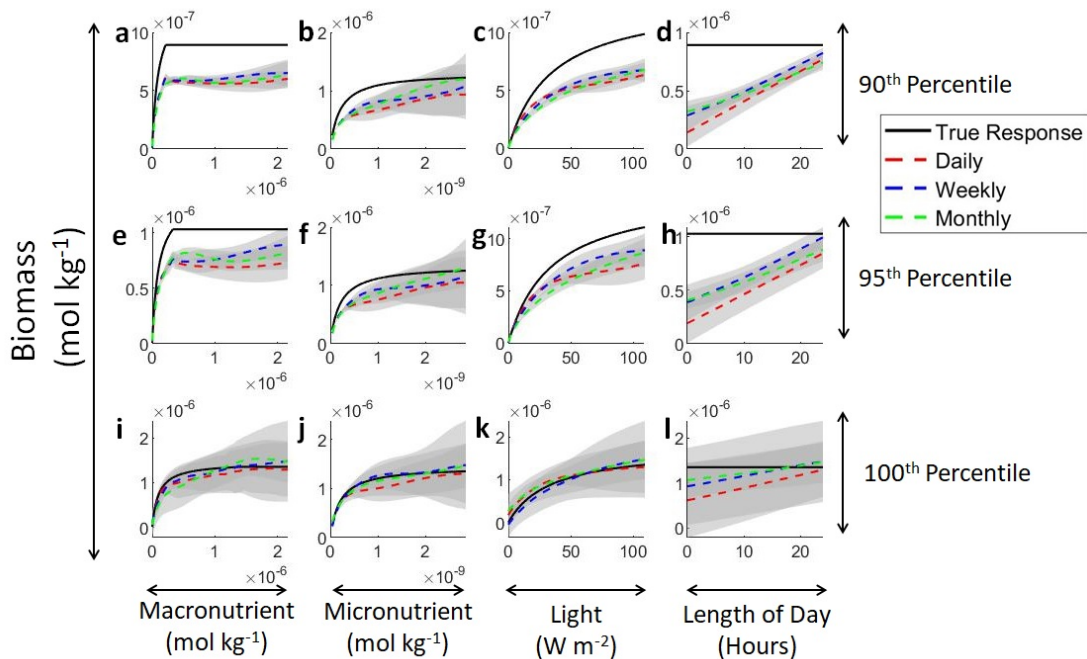 ×10⁻⁷ ×10⁻⁶ ×10⁻⁷ ×10⁻⁶
a b c d
10 2 10 1
5 1 5 0.5
0 0 0 0
0 1 2 0 1 2 0 50 100 0 10 20
×10⁻⁶ ×10⁻⁹
90th Percentile
True Response
Daily
Weekly
Monthly
×10⁻⁶ ×10⁻⁶ ×10⁻⁷ ×10⁻⁶
e f g h
1 2 10 1
0.5 1 5 0.5
0 0 0 0
0 1 2 0 1 2 0 50 100 0 10 20
×10⁻⁶ ×10⁻⁹
95th Percentile
×10⁻⁶ ×10⁻⁶ ×10⁻⁶ ×10⁻⁶
i j k l
2 2 2 2
1 1 1 1
0 0 0 0
0 1 2 0 1 2 0 50 100 0 10 20
×10⁻⁶ ×10⁻⁹
100th Percentile
Biomass
(mol kg⁻¹)
Macronutrient
(mol kg⁻¹)
Micronutrient
(mol kg⁻¹)
Light
(W m⁻²)
Length of Day
(Hours)